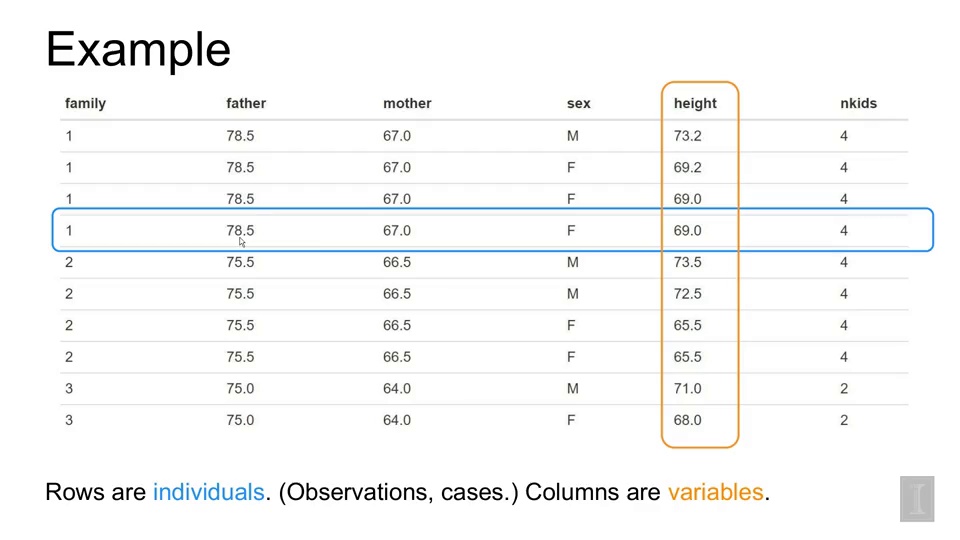 Example
family father mother sex height nkids
1 78.5 67.0 M 73.2 4
1 78.5 67.0 F 69.2 4
1 78.5 67.0 F 69.0 4
1 78.5 67.0 F 69.0 4
2 75.5 66.5 M 73.5 4
2 75.5 66.5 M 72.5 4
2 75.5 66.5 F 65.5 4
2 75.5 66.5 F 65.5 4
3 75.0 64.0 M 71.0 2
3 75.0 64.0 F 68.0 2
Rows are individuals. (Observations, cases.) Columns are variables.
I